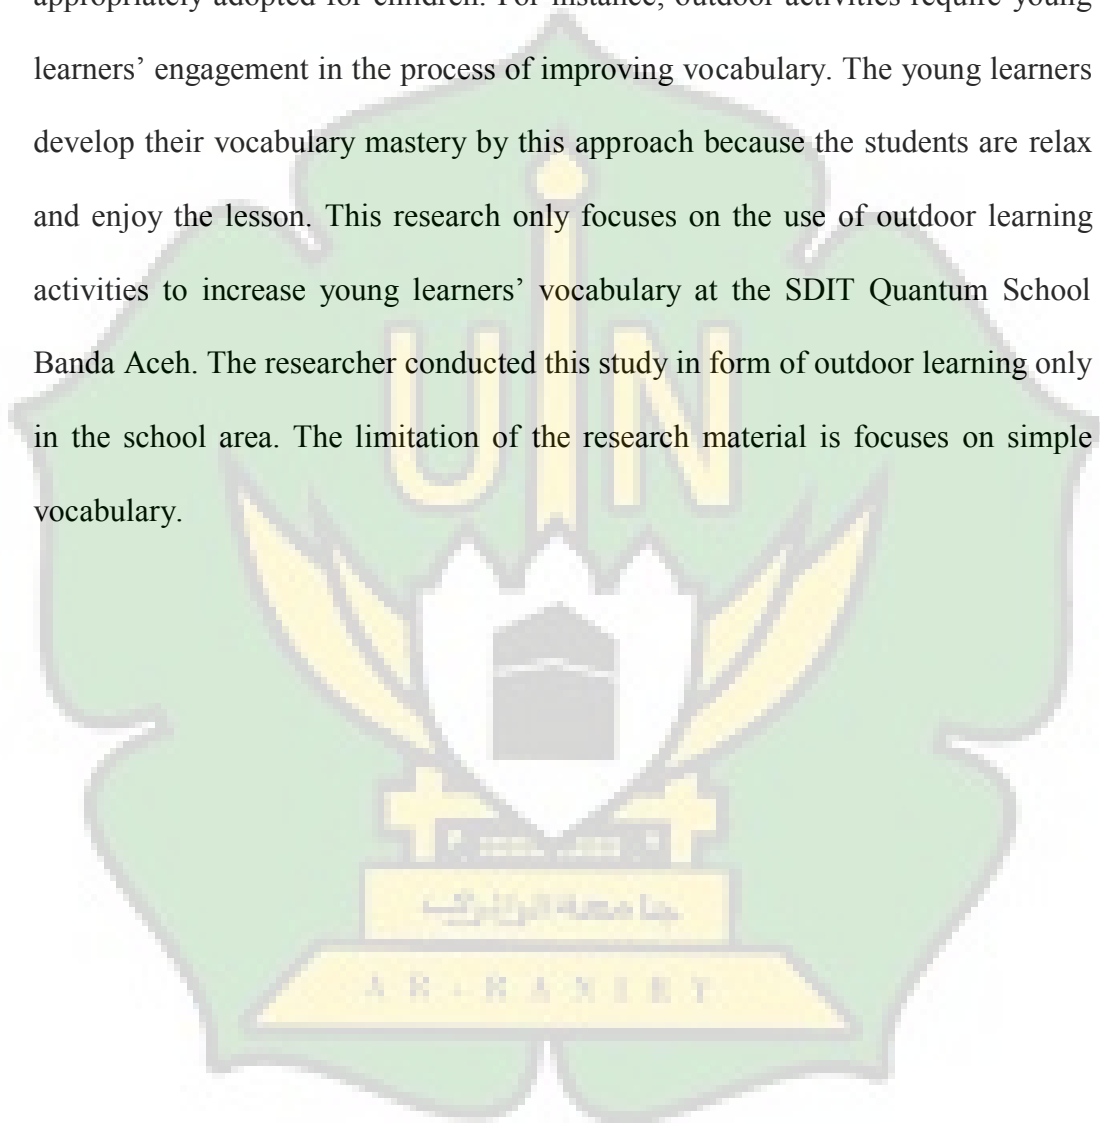 appropriately adopted for children. For instance, outdoor activities require young
learners’ engagement in the process of improving vocabulary. The young learners
develop their vocabulary mastery by this approach because the students are relax
and enjoy the lesson. This research only focuses on the use of outdoor learning
activities to increase young learners’ vocabulary at the SDIT Quantum School
Banda Aceh. The researcher conducted this study in form of outdoor learning only
in the school area. The limitation of the research material is focuses on simple
vocabulary.
UIN
جامعة الرانيري
AR-RANIRY